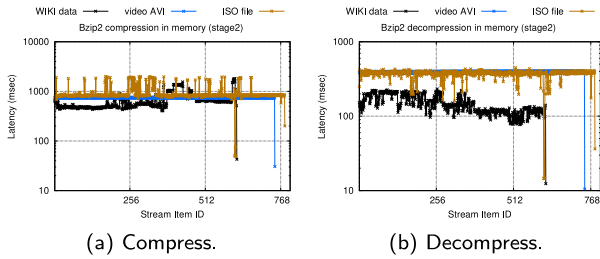 WIKI data video AVI ISO file
Bzip2 compression in memory (stage2)
Latency (msec)
10000
1000
100
10
256 512 768
Stream Item ID
(a) Compress.
WIKI data video AVI ISO file
Bzip2 decompression in memory (stage2)
Latency (msec)
1000
100
10
256 512 768
Stream Item ID
(b) Decompress.